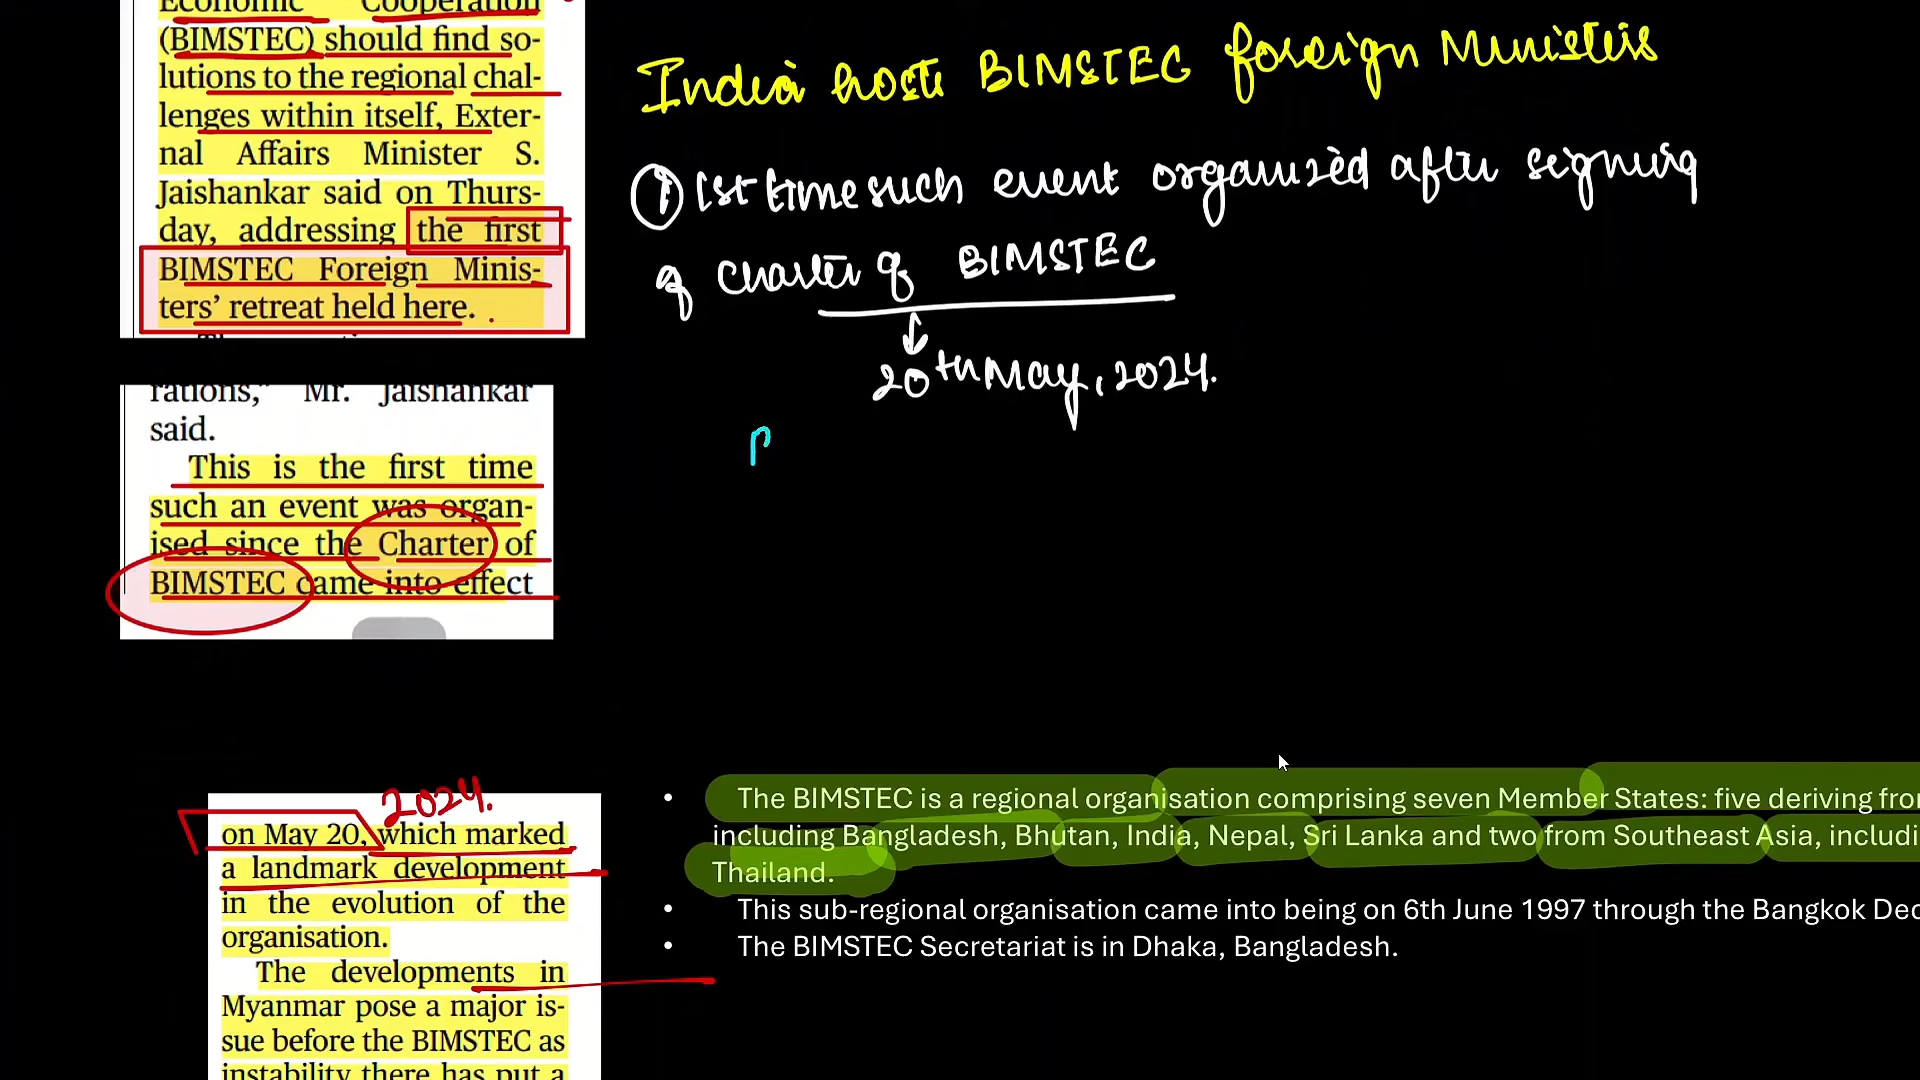 Economic Cooperation
(BIMSTEC) should find so-
lutions to the regional chal-
lenges within itself, Exter-
nal Affairs Minister S.
Jaishankar said on Thurs-
day, addressing the first
BIMSTEC Foreign Minis-
ters' retreat held here.
rations," Mr. Jaishankar
said.
This is the first time
such an event was organ-
ised since the Charter of
BIMSTEC came into effect
2024.
on May 20, which marked
a landmark development
in the evolution of the
organisation.
The developments in
Myanmar pose a major is-
sue before the BIMSTEC as
instability there has put a
India hosts BIMSTEC foreign Ministers
① 1st time such event organized after signing
of Charter of BIMSTEC
20th May, 2024.
• The BIMSTEC is a regional organisation comprising seven Member States: five deriving from
including Bangladesh, Bhutan, India, Nepal, Sri Lanka and two from Southeast Asia, includi
Thailand.
• This sub-regional organisation came into being on 6th June 1997 through the Bangkok Dec
• The BIMSTEC Secretariat is in Dhaka, Bangladesh.